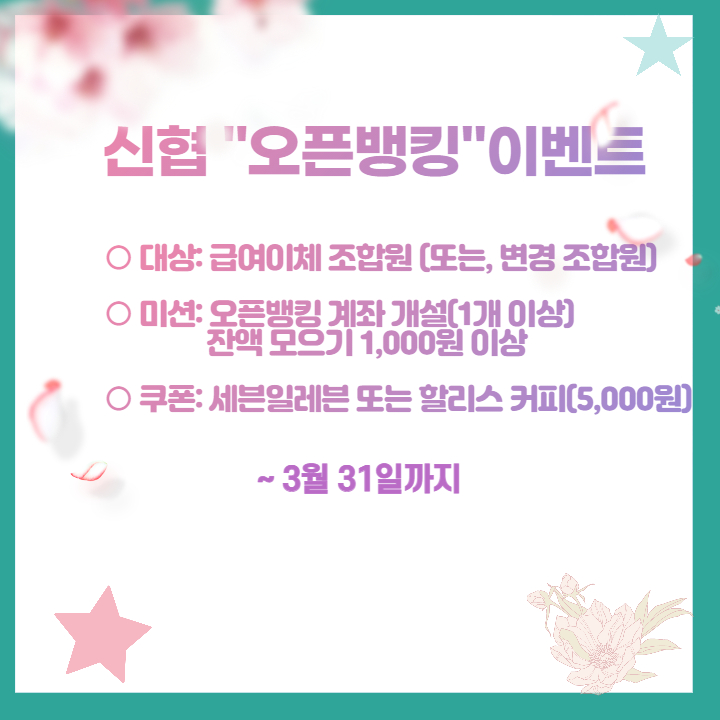 신협 "오픈뱅킹"이벤트
○ 대상: 급여이체 조합원 (또는, 변경 조합원)
○ 미션: 오픈뱅킹 계좌 개설(1개 이상)
잔액 모으기 1,000원 이상
○ 쿠폰: 세븐일레븐 또는 할리스 커피(5,000원)
~ 3월 31일까지